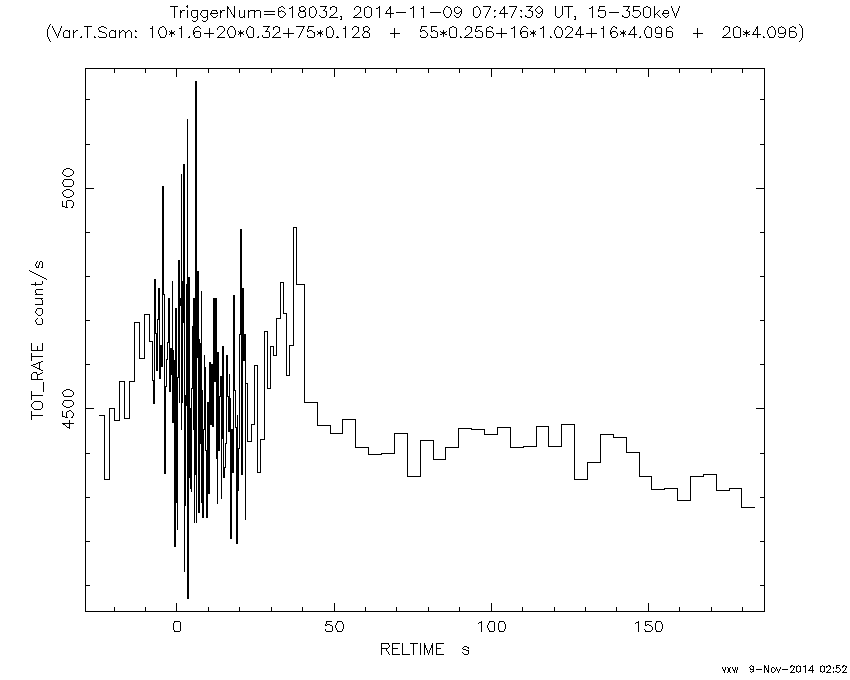 TriggerNum=618032, 2014-11-09 07:47:39 UT, 15-350keV
(Var.T.Sam: 10*1.6+20*0.32+75*0.128 + 55*0.256+16*1.024+16*4.096 + 20*4.096)
TOT_RATE count/s
5000
4500
0 50 100 150
RELTIME s
vxw 9-Nov-2014 02:52